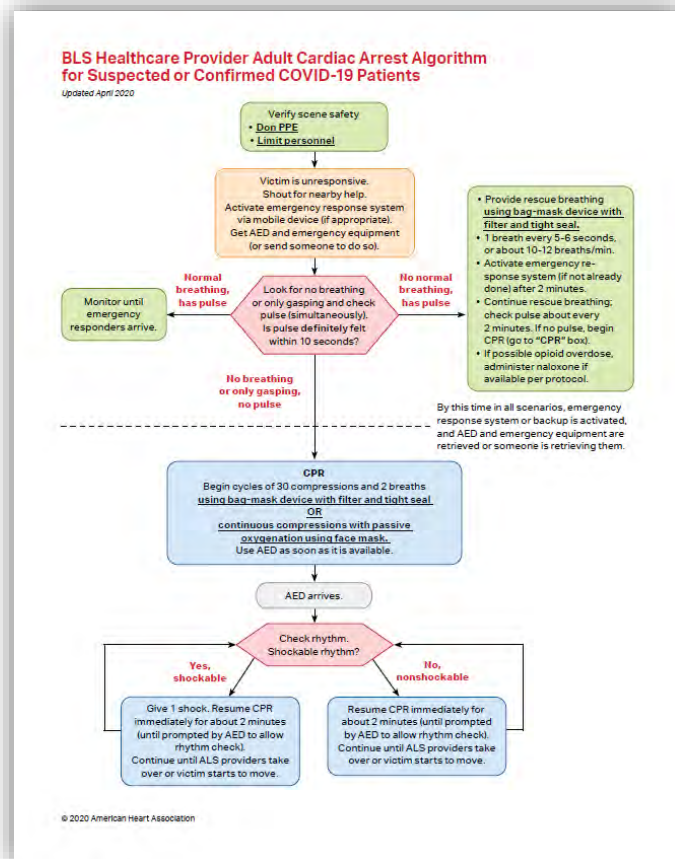 BLS Healthcare Provider Adult Cardiac Arrest Algorithm
for Suspected or Confirmed COVID-19 Patients
Updated April 2020
Verify scene safety
• Don PPE
• Limit personnel
Victim is unresponsive.
Shout for nearby help.
Activate emergency response system
via mobile device (if appropriate).
Get AED and emergency equipment
(or send someone to do so).
Normal
breathing,
has pulse
Monitor until
emergency
responders arrive.
Look for no breathing
or only gasping and check
pulse (simultaneously).
Is pulse definitely felt
within 10 seconds?
No normal
breathing,
has pulse
• Provide rescue breathing
using bag-mask device with
filter and tight seal.
• 1 breath every 5-6 seconds,
or about 10-12 breaths/min.
• Activate emergency re-
sponse system (if not already
done) after 2 minutes.
• Continue rescue breathing;
check pulse about every
2 minutes. If no pulse, begin
CPR (go to “CPR” box).
• If possible opioid overdose,
administer naloxone if
available per protocol.
No breathing
or only gasping,
no pulse
By this time in all scenarios, emergency
response system or backup is activated,
and AED and emergency equipment are
retrieved or someone is retrieving them.
CPR
Begin cycles of 30 compressions and 2 breaths
using bag-mask device with filter and tight seal
OR
continuous compressions with passive
oxygenation using face mask.
Use AED as soon as it is available.
AED arrives.
Check rhythm.
Shockable rhythm?
Yes,
shockable
No,
nonshockable
Give 1 shock. Resume CPR
immediately for about 2 minutes
(until prompted by AED to allow
rhythm check).
Continue until ALS providers take
over or victim starts to move.
Resume CPR immediately for
about 2 minutes (until prompted
by AED to allow rhythm check).
Continue until ALS providers take
over or victim starts to move.
© 2020 American Heart Association